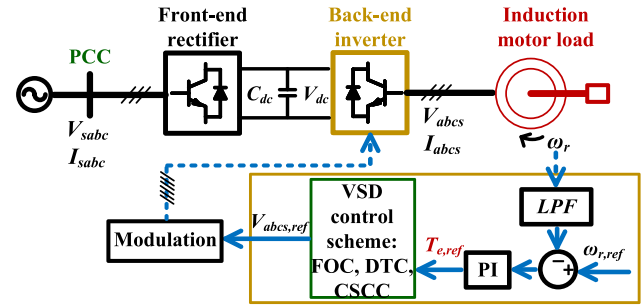 Front-end
rectifier
Back-end
inverter
Induction
motor load
PCC
V_sabc
I_sabc
C_dc
V_dc
V_abcs
I_abcs
ω_r
LPF
VSD
control
scheme:
FOC, DTC,
CSCC
Modulation
V_abcs,ref
T_e,ref
PI
− +
ω_r,ref